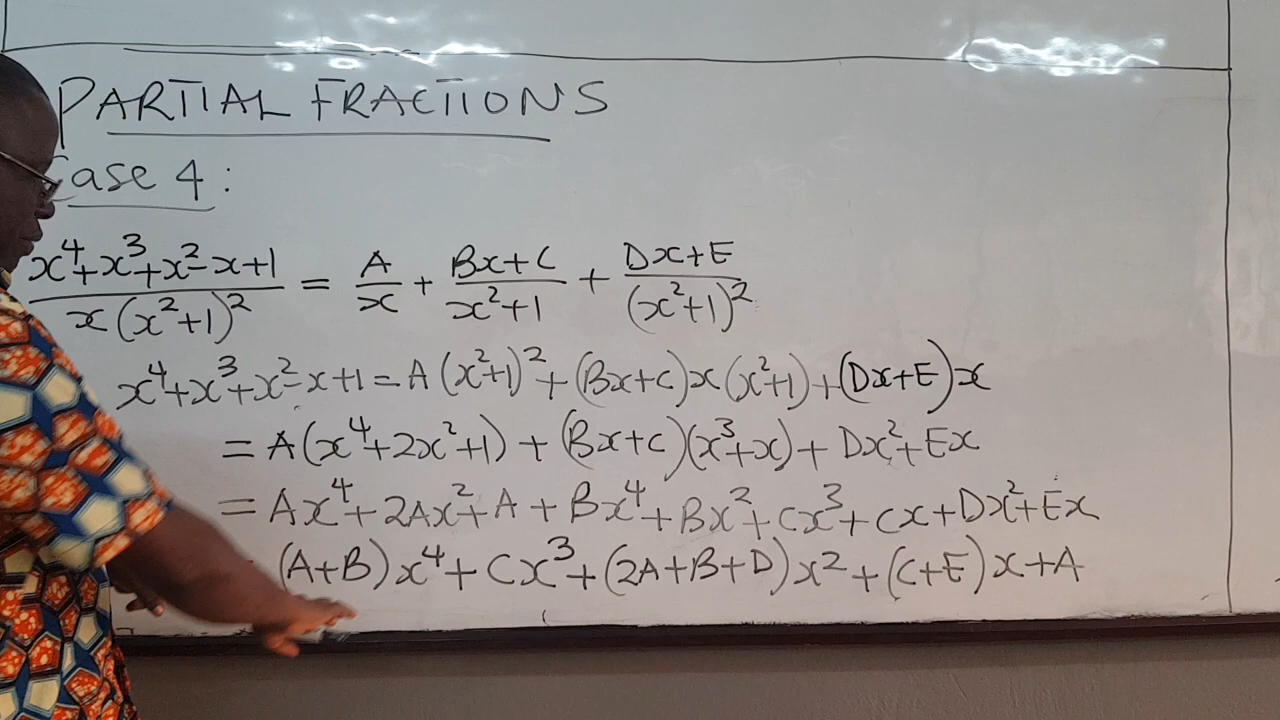 PARTIAL FRACTIONS
Case 4:
x⁴+x³+x²-x+1 / x(x²+1)² = A/x + Bx+C / x²+1 + Dx+E / (x²+1)²
x⁴+x³+x²-x+1 = A(x²+1)² + (Bx+C)x(x²+1) + (Dx+E)x
= A(x⁴+2x²+1) + (Bx+C)(x³+x) + Dx²+Ex
= Ax⁴+2Ax²+A + Bx⁴+Bx²+Cx³+Cx+Dx²+Ex
(A+B)x⁴+Cx³+(2A+B+D)x²+(C+E)x+A